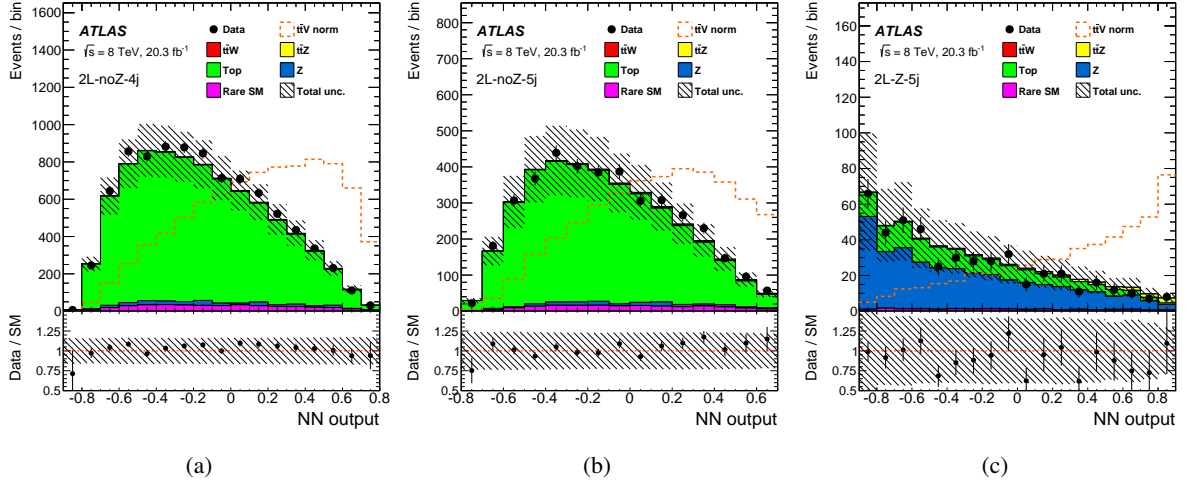 Events / bin
1600
1400
1200
1000
800
600
400
200
0
ATLAS
√s = 8 TeV, 20.3 fb⁻¹
2L-noZ-4j
Data
tt̄V norm
tt̄W
tt̄Z
Top
Z
Rare SM
Total unc.
Data / SM
1.25
1
0.75
0.5
-0.8 -0.6 -0.4 -0.2 0 0.2 0.4 0.6 0.8
NN output
(a)
Events / bin
800
700
600
500
400
300
200
100
0
ATLAS
√s = 8 TeV, 20.3 fb⁻¹
2L-noZ-5j
Data
tt̄V norm
tt̄W
tt̄Z
Top
Z
Rare SM
Total unc.
Data / SM
1.25
1
0.75
0.5
-0.8 -0.6 -0.4 -0.2 0 0.2 0.4 0.6
NN output
(b)
Events / bin
160
140
120
100
80
60
40
20
0
ATLAS
√s = 8 TeV, 20.3 fb⁻¹
2L-Z-5j
Data
tt̄V norm
tt̄W
tt̄Z
Top
Z
Rare SM
Total unc.
Data / SM
1.25
1
0.75
0.5
-0.8 -0.6 -0.4 -0.2 0 0.2 0.4 0.6 0.8
NN output
(c)